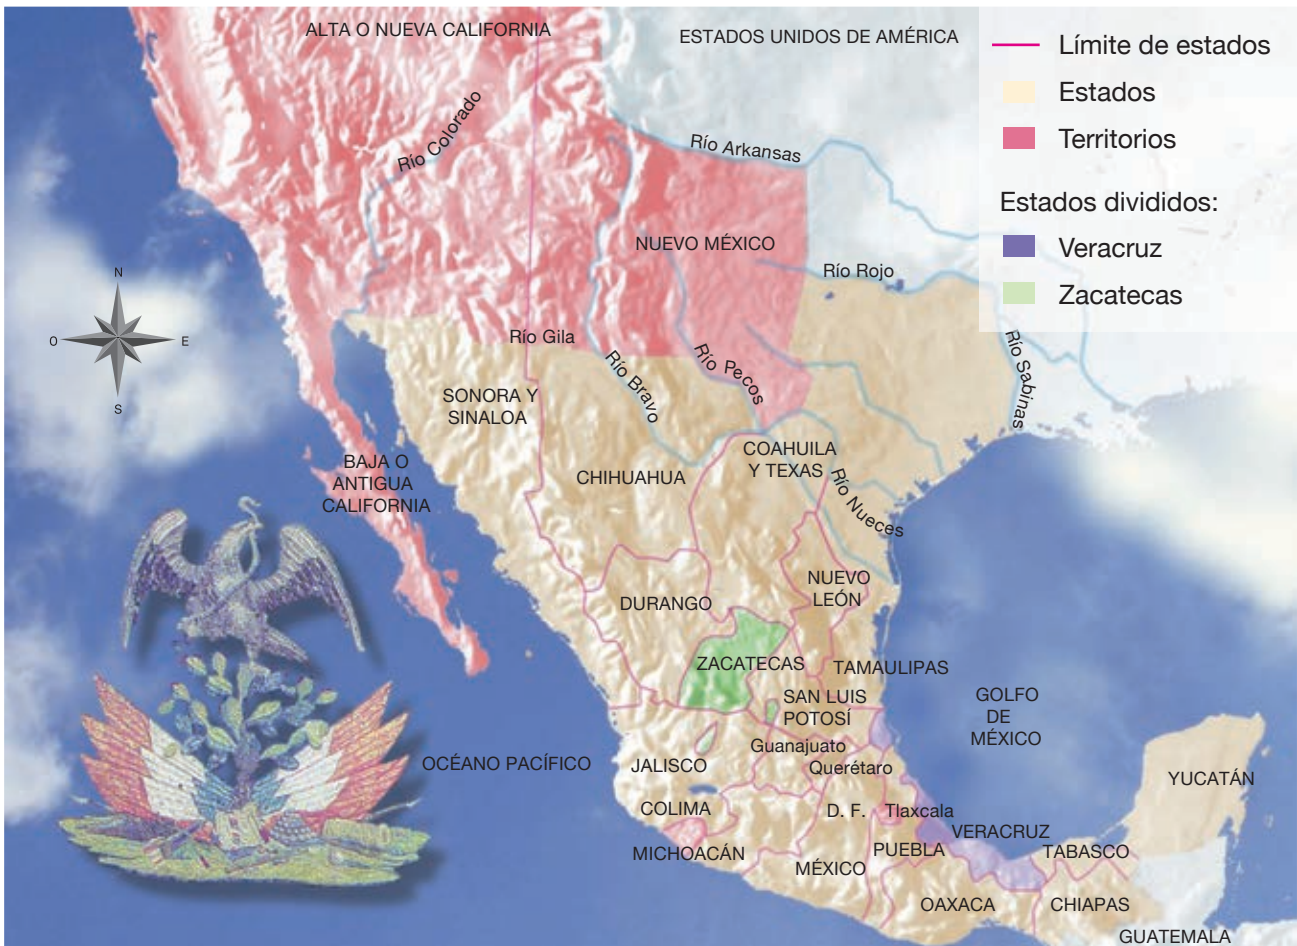 ALTA O NUEVA CALIFORNIA
ESTADOS UNIDOS DE AMÉRICA
Límite de estados
Estados
Territorios
Estados divididos:
Veracruz
Zacatecas
Río Colorado
Río Arkansas
NUEVO MÉXICO
Río Rojo
N
O
E
S
Río Gila
Río Bravo
Río Pecos
Río Sabinas
SONORA Y
SINALOA
BAJA O
ANTIGUA
CALIFORNIA
CHIHUAHUA
COAHUILA
Y TEXAS
Río Nueces
DURANGO
NUEVO
LEÓN
ZACATECAS
TAMAULIPAS
SAN LUIS
POTOSÍ
GOLFO
DE
MÉXICO
Guanajuato
Querétaro
OCÉANO PACÍFICO
JALISCO
YUCATÁN
COLIMA
D. F.
Tlaxcala
VERACRUZ
MICHOACÁN
MÉXICO
PUEBLA
TABASCO
OAXACA
CHIAPAS
GUATEMALA